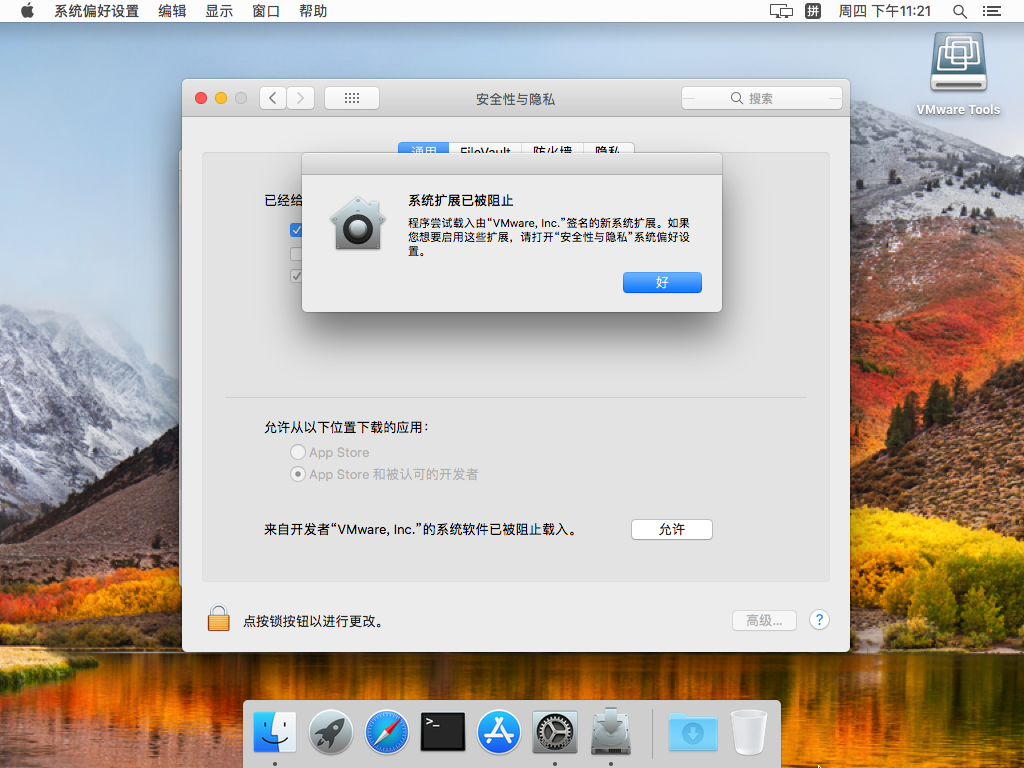 系统偏好设置 编辑 显示 窗口 帮助 拼 周四 下午11:21
VMware Tools
安全性与隐私 搜索
通用 FileVault 防火墙 隐私
已经给
系统扩展已被阻止
程序尝试载入由“VMware, Inc.”签名的新系统扩展。如果
您想要启用这些扩展，请打开“安全性与隐私”系统偏好设
置。
好
允许从以下位置下载的应用：
App Store
App Store 和被认可的开发者
来自开发者“VMware, Inc.”的系统软件已被阻止载入。 允许
点按锁按钮以进行更改。 高级... ?
>_